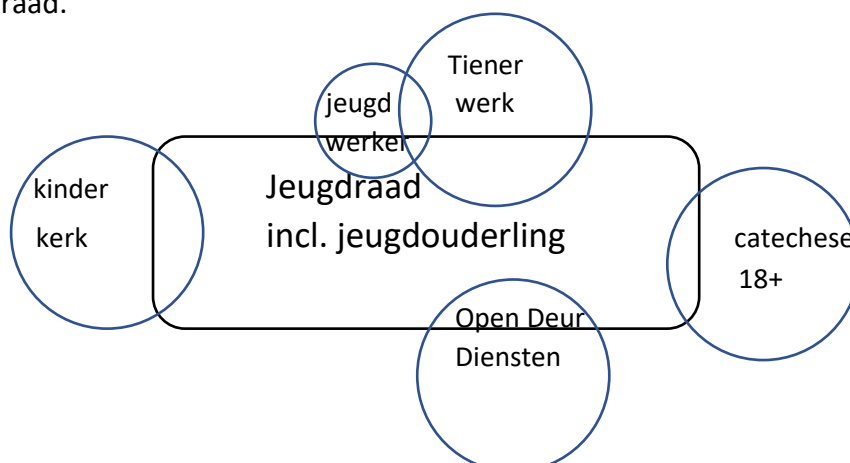 raad.
Tiener
werk
jeugd
werker
kinder
kerk
Jeugdraad
incl. jeugdouderling
catechese
18+
Open Deur
Diensten